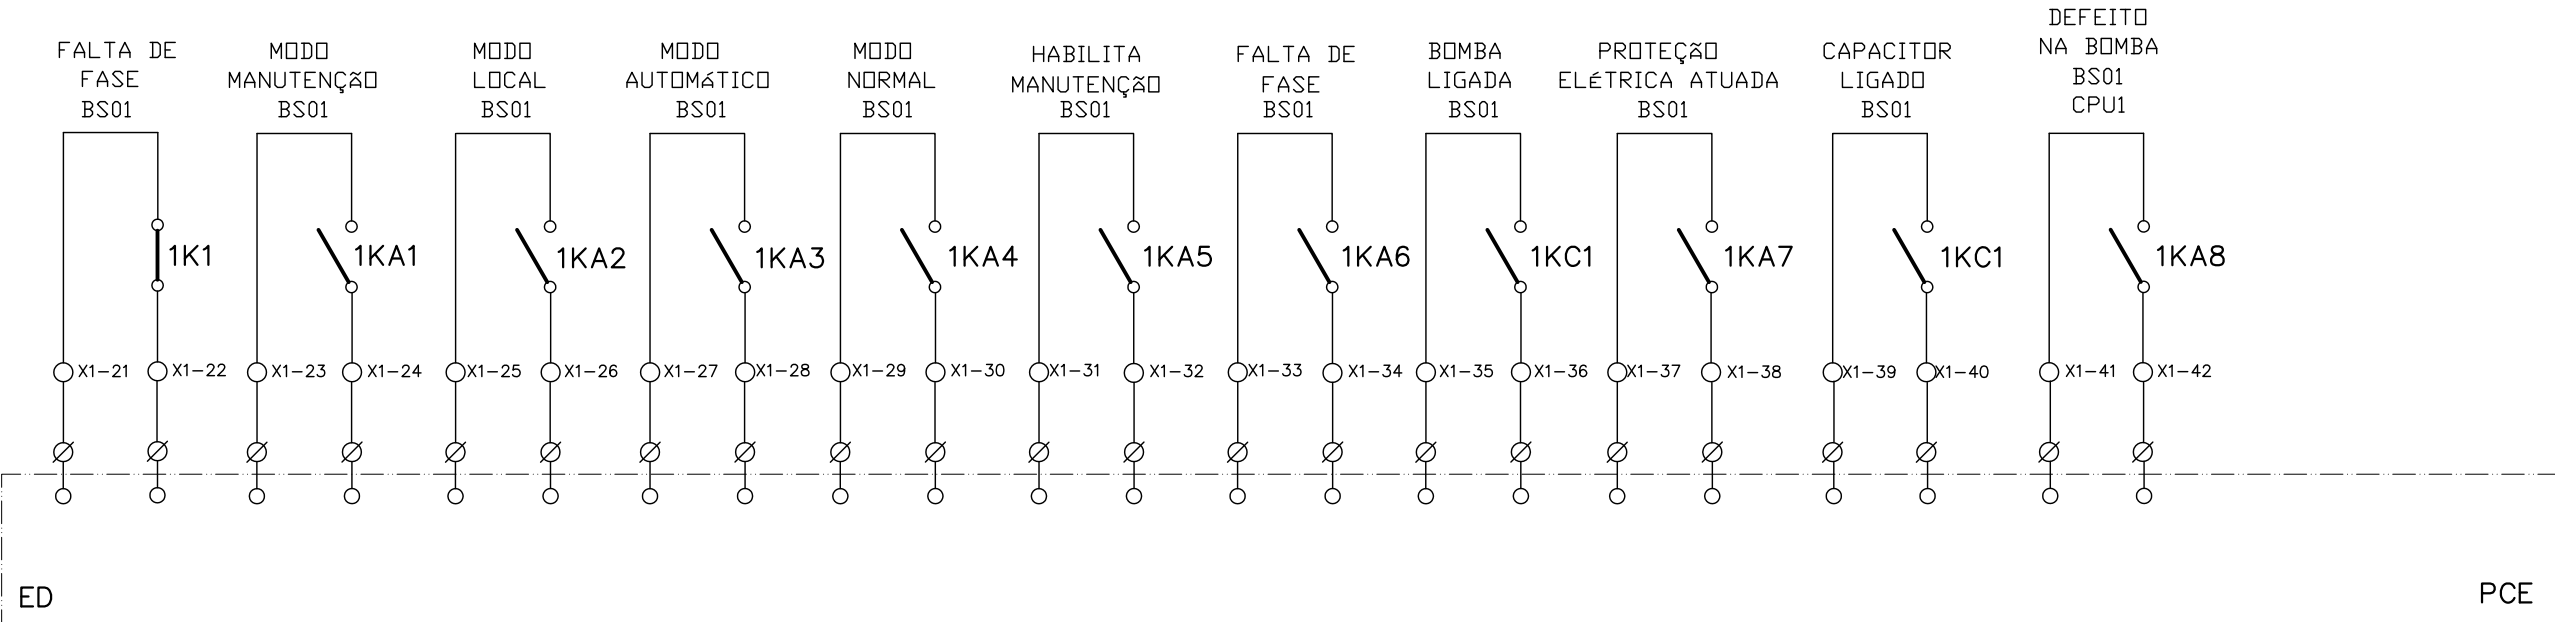 FALTA DE
FASE
BS01
MODO
MANUTENÇÃO
BS01
MODO
LOCAL
BS01
MODO
AUTOMÁTICO
BS01
MODO
NORMAL
BS01
HABILITA
MANUTENÇÃO
BS01
FALTA DE
FASE
BS01
BOMBA
LIGADA
BS01
PROTEÇÃO
ELÉTRICA ATUADA
BS01
CAPACITOR
LIGADO
BS01
DEFEITO
NA BOMBA
BS01
CPU1
1K1
1KA1
1KA2
1KA3
1KA4
1KA5
1KA6
1KC1
1KA7
1KC1
1KA8
X1-21
X1-22
X1-23
X1-24
X1-25
X1-26
X1-27
X1-28
X1-29
X1-30
X1-31
X1-32
X1-33
X1-34
X1-35
X1-36
X1-37
X1-38
X1-39
X1-40
X1-41
X1-42
ED
PCE